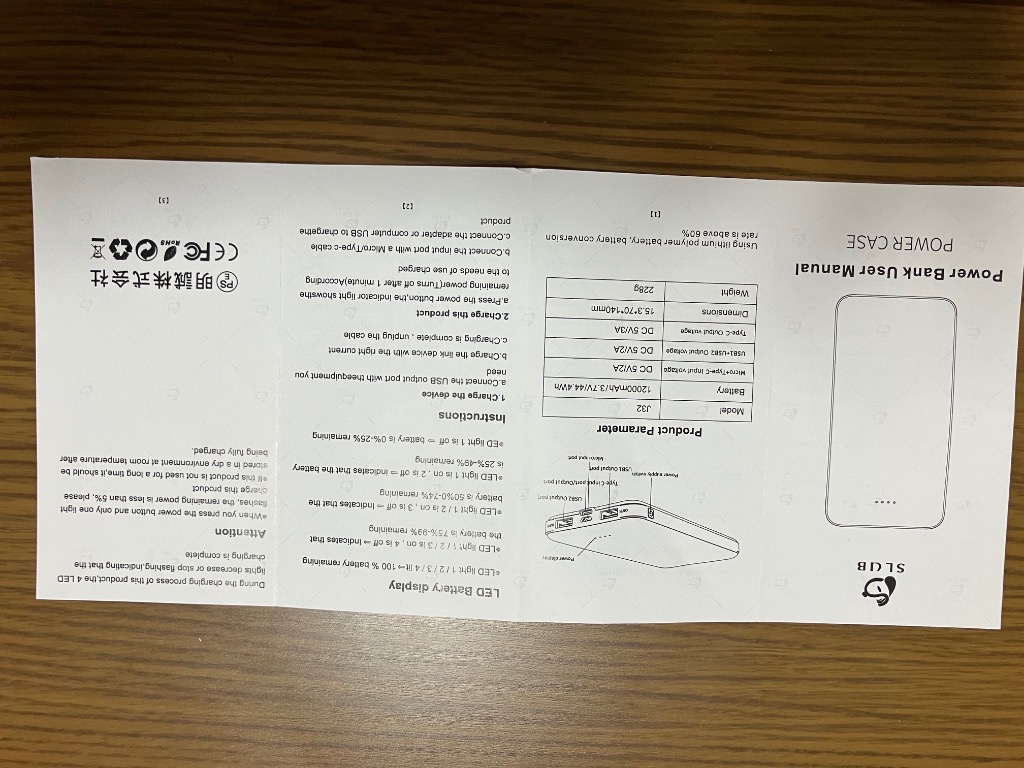 SLUB
Power Bank User Manual
POWER CASE
Power display
USB2 Output port
Type-C input port/Output port
Power supply switch
USB1 Output port
Micro input port
Product Parameter
Model J32
Battery 12000mAh/3.7V/44.4Wh
Micro+Type-C Input voltage DC 5V/2A
USB1+USB2 Output voltage DC 5V/2A
Type-C Output voltage DC 5V/3A
Dimensions 15.3*70*140mm
Weight 228g
Using lithium polymer battery, battery conversion
rate is above 60%
[1]
LED Battery display
●LED light 1 / 2 / 3 / 4 lit⇒100 % battery remaining
●LED light 1 / 2 / 3 is on , 4 is off ⇒ Indicates that
the battery is 75%-99% remaining
●LED light 1 / 2 is on , 3 is off ⇒ Indicates that the
battery is 50%0-74% remaining
●LED light 1 is on , 2 is off ⇒ indicates that the battery
is 25%-49% remaining
●ED light 1 is off ⇒ battery is 0%-25% remaining
Instructions
1.Charge the device
a.Connect the USB output port with theequipment you
need
b.Charge the link device with the right current
c.Charging is complete , unplug the cable
2.Charge this product
a.Press the power button,the indicator light showsthe
remaining power(Turns off after 1 minute)According
to the needs of use charged
b.Connect the input port with a Micro/Type-c cable
c.Connect the adapter or computer USB to chargethe
product
[2]
During the charging process of this product,the 4 LED
lights decrease or stop flashing,indicating that the
charging is complete
Attention
●When you press the power button and only one light
flashes, the remaining power is less than 5%, please
charge this product
●If this product is not used for a long time,it should be
stored in a dry environment at room temperature after
being fully charged.
PSE 明誠株式会社
CE FC RoHS
[3]